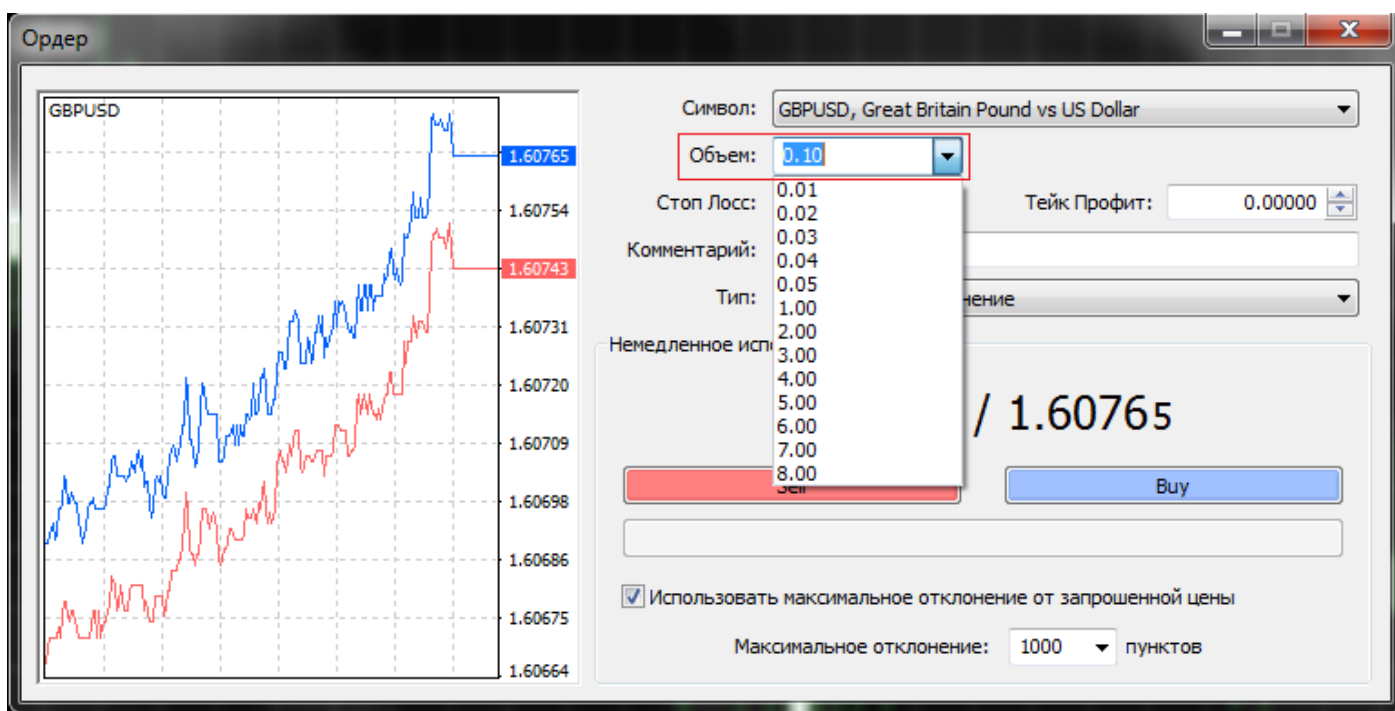 Ордер
GBPUSD
1.60765
1.60754
1.60743
1.60731
1.60720
1.60709
1.60698
1.60686
1.60675
1.60664
Символ: GBPUSD, Great Britain Pound vs US Dollar
Объем: 0.10
0.01
0.02
0.03
0.04
0.05
1.00
2.00
3.00
4.00
5.00
6.00
7.00
8.00
Стоп Лосс:
Тейк Профит: 0.00000
Комментарий:
Тип: нение
Немедленное исп
/ 1.60765
Sell
Buy
Использовать максимальное отклонение от запрошенной цены
Максимальное отклонение: 1000 пунктов